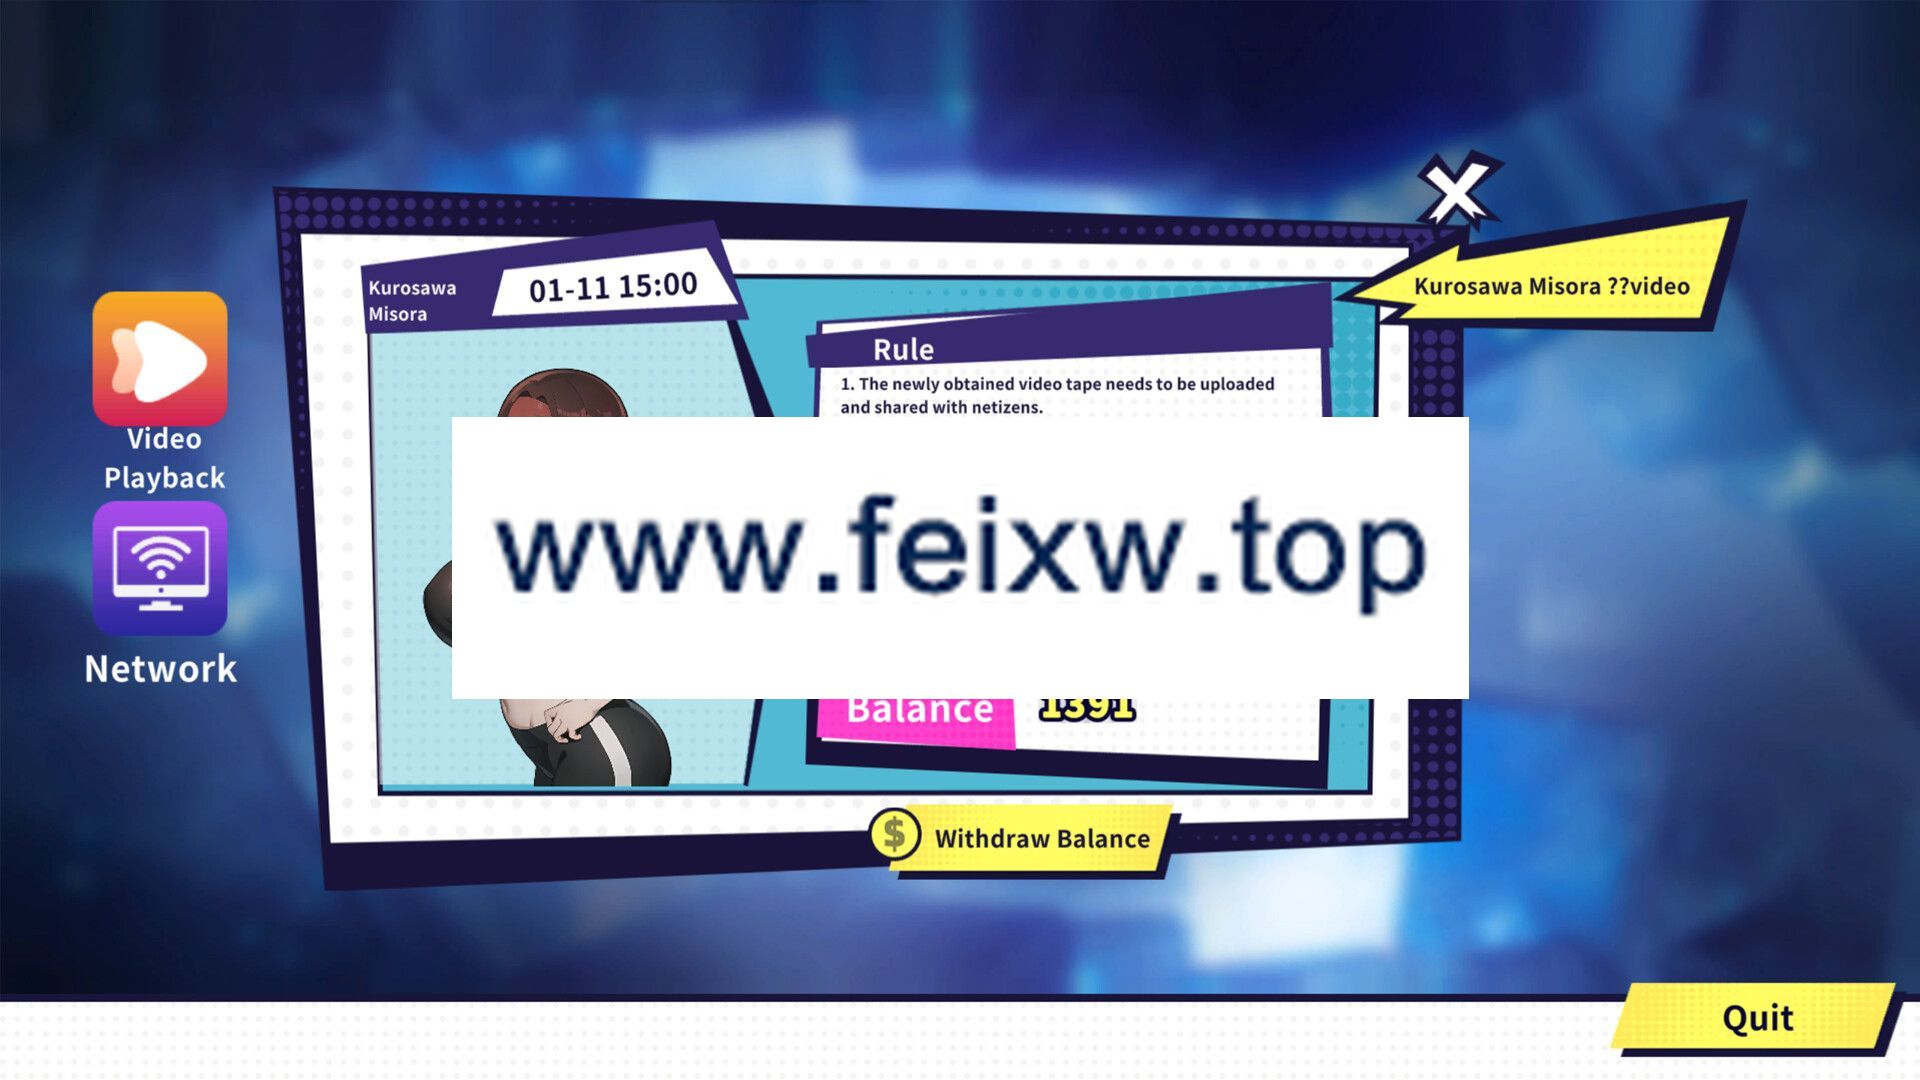 Kurosawa
Misora
01-11 15:00
Kurosawa Misora ??video
Rule
1. The newly obtained video tape needs to be uploaded
and shared with netizens.
Video
Playback
www.feixw.top
Network
Balance
1391
$ Withdraw Balance
Quit